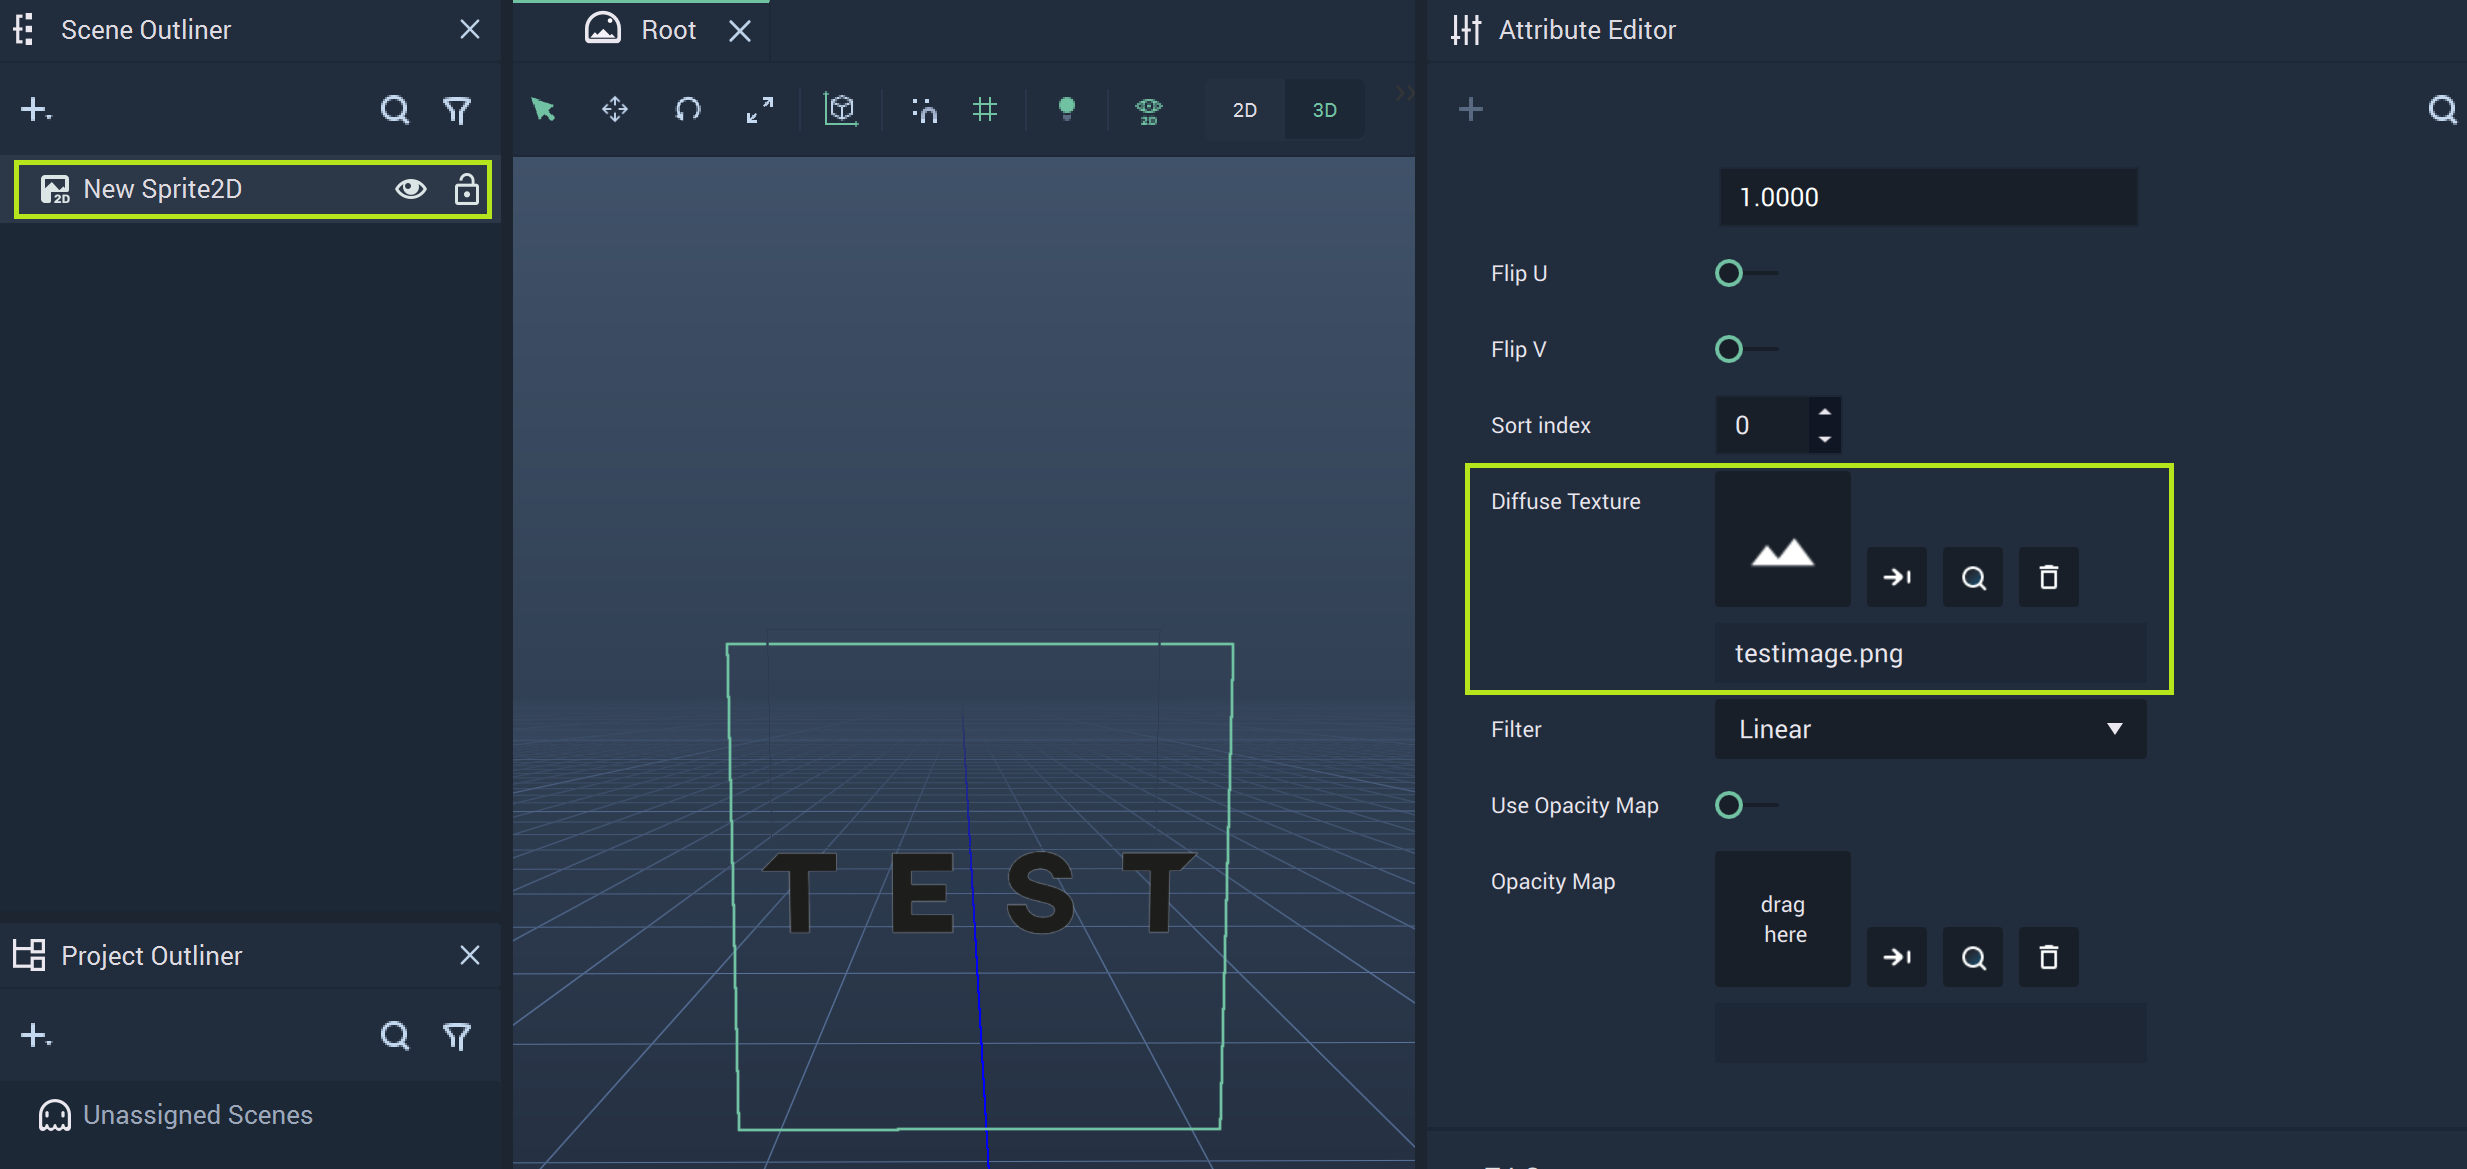 Scene Outliner
New Sprite2D
Project Outliner
Unassigned Scenes
Root
2D
2D 3D
T E S T
Attribute Editor
1.0000
Flip U
Flip V
Sort index 0
Diffuse Texture
testimage.png
Filter Linear
Use Opacity Map
Opacity Map
drag
here